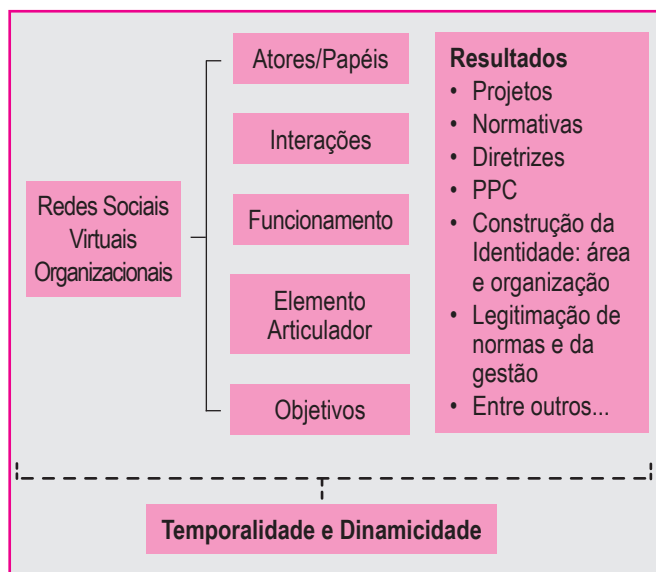 Redes Sociais
Virtuais
Organizacionais
Atores/Papéis
Interações
Funcionamento
Elemento
Articulador
Objetivos
Resultados
• Projetos
• Normativas
• Diretrizes
• PPC
• Construção da
Identidade: área
e organização
• Legitimação de
normas e da
gestão
• Entre outros...
Temporalidade e Dinamicidade